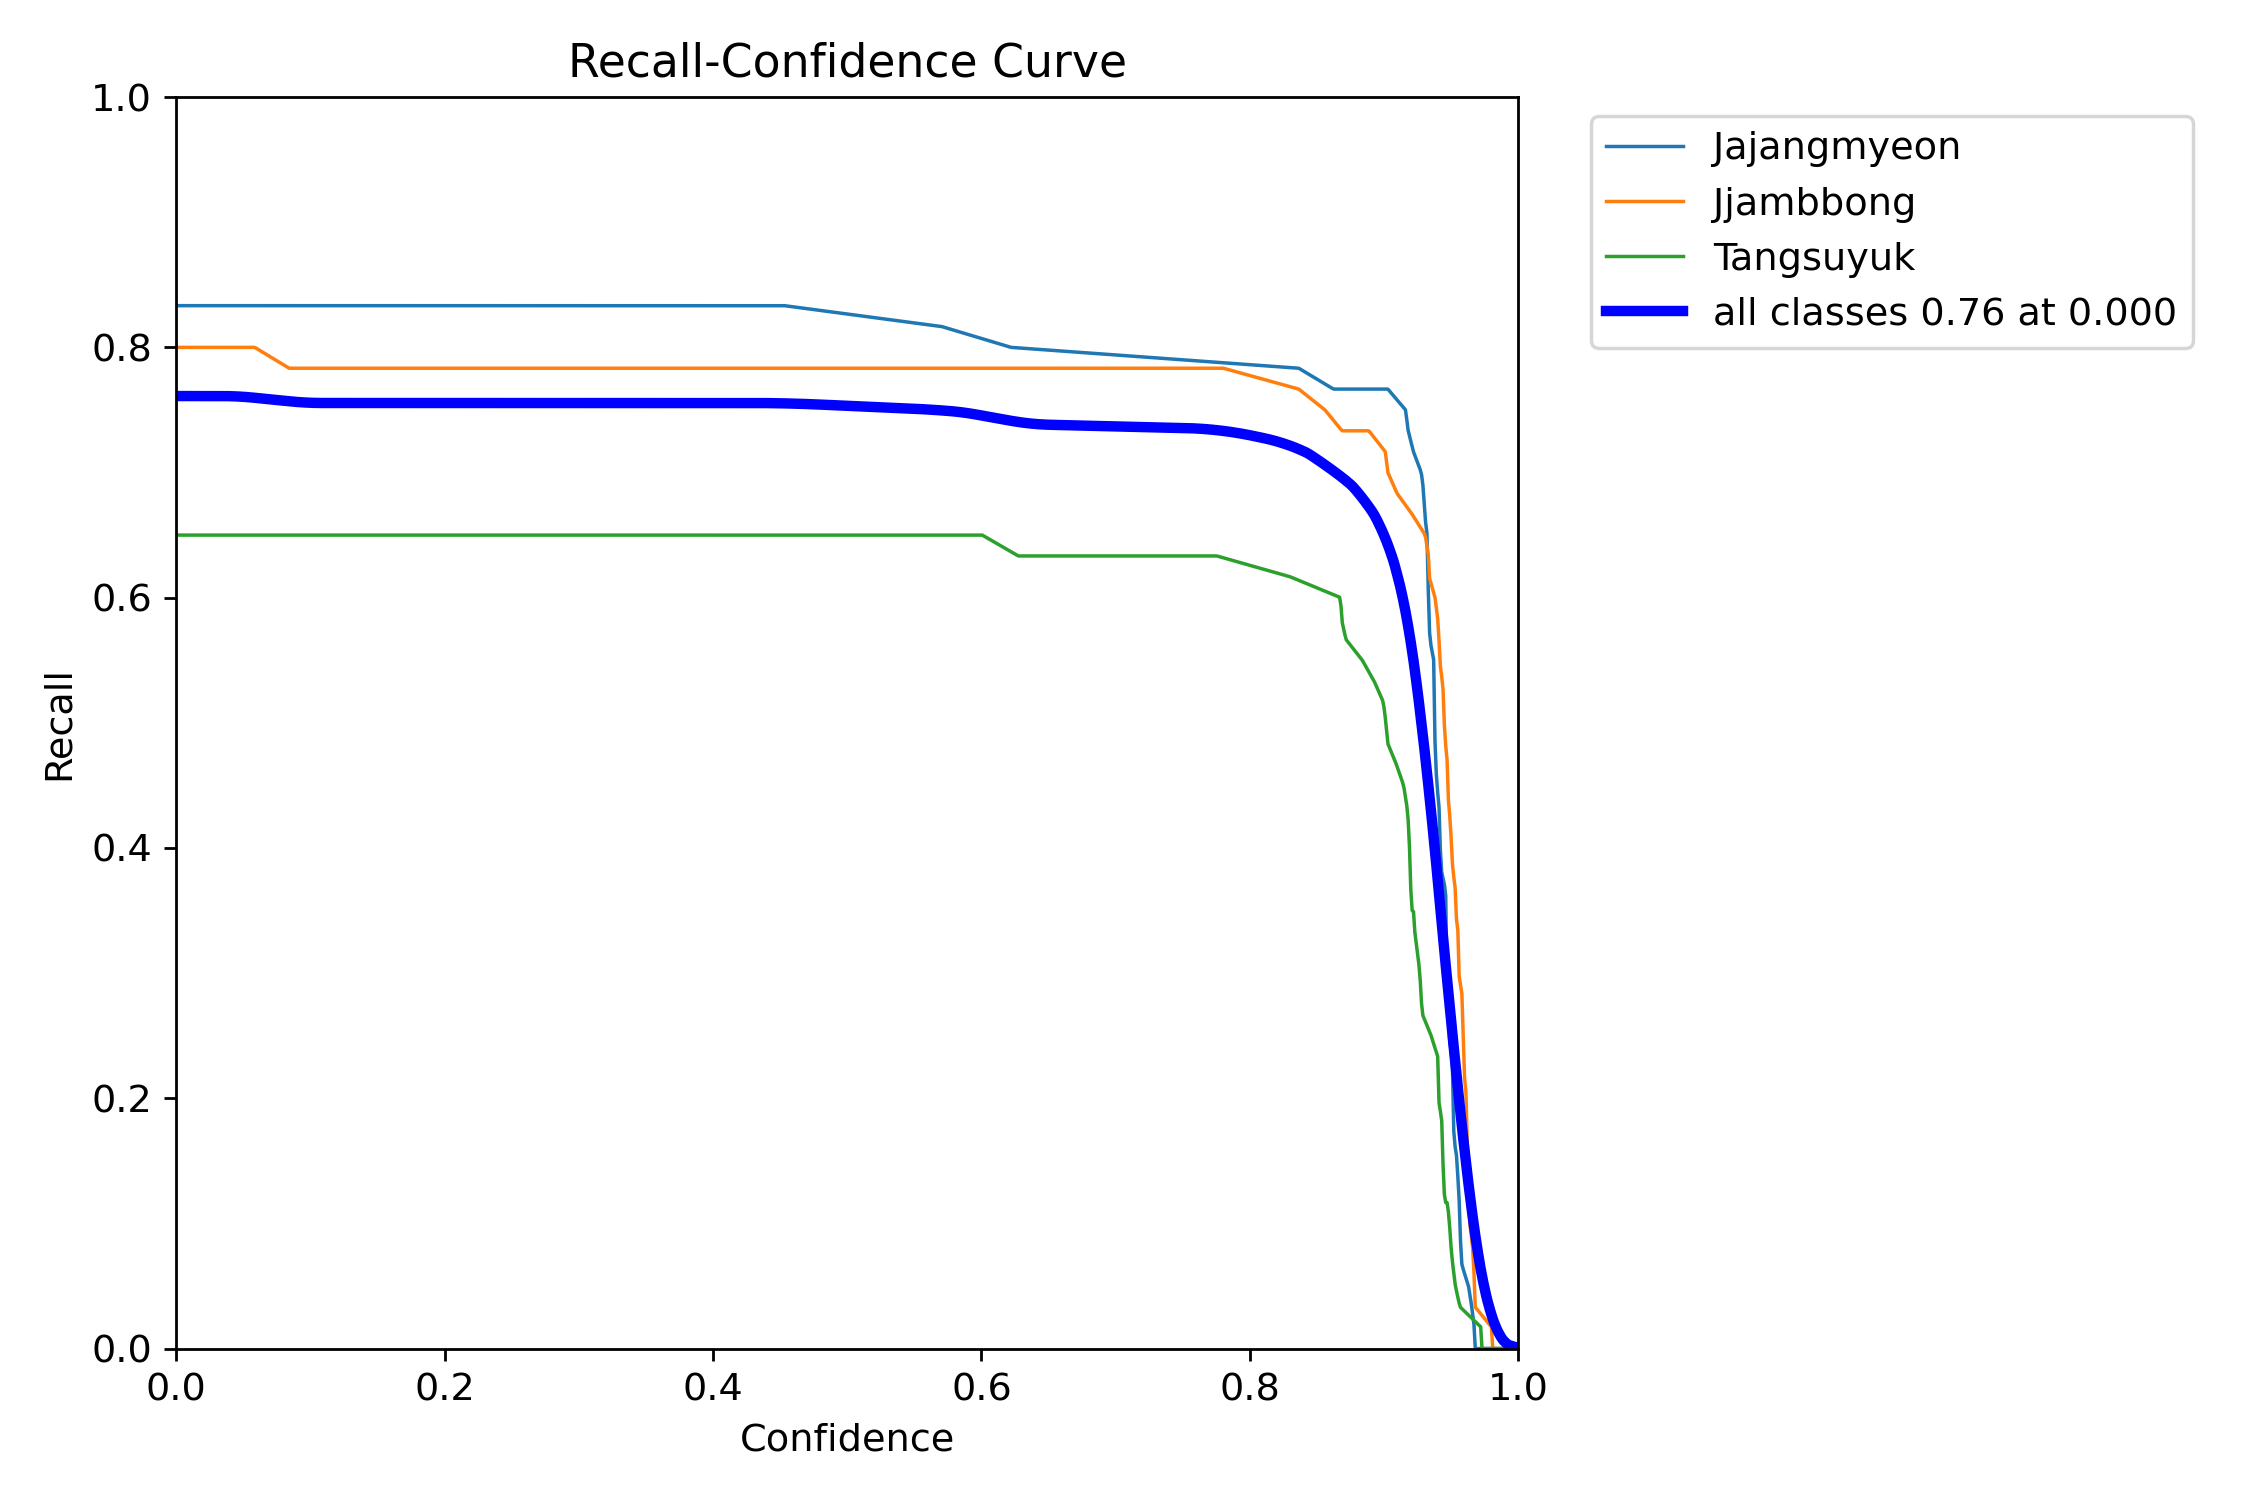 Recall-Confidence Curve
1.0
0.8
0.6
0.4
0.2
0.0
Recall
0.0 0.2 0.4 0.6 0.8 1.0
Confidence
Jajangmyeon
Jjambbong
Tangsuyuk
all classes 0.76 at 0.000